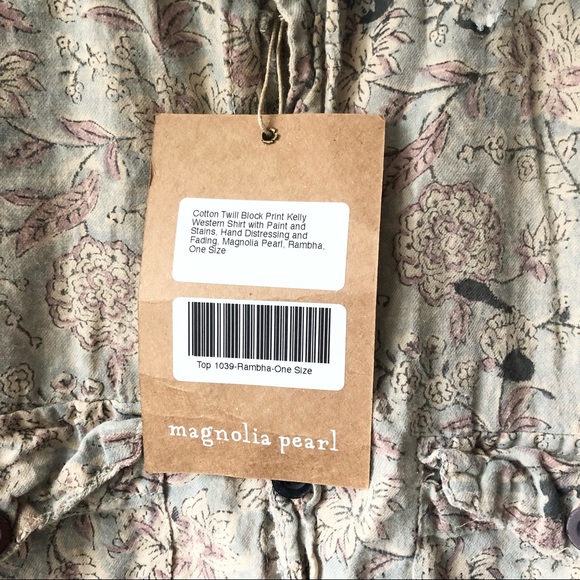 Cotton Twill Block Print Kelly
Western Shirt with Paint and
Stains, Hand Distressing and
Fading, Magnolia Pearl, Rambha,
One Size
Top 1039-Rambha-One Size
magnolia pearl